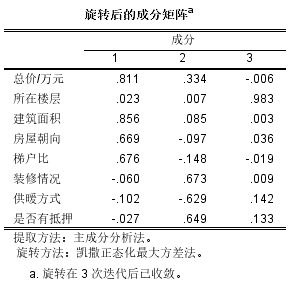 旋转后的成分矩阵a
成分
1 2 3
总价/万元 .811 .334 -.006
所在楼层 .023 .007 .983
建筑面积 .856 .085 .003
房屋朝向 .669 -.097 .036
梯户比 .676 -.148 -.019
装修情况 -.060 .673 .009
供暖方式 -.102 -.629 .142
是否有抵押 -.027 .649 .133
提取方法：主成分分析法。
旋转方法：凯撒正态化最大方差法。
a. 旋转在 3 次迭代后已收敛。